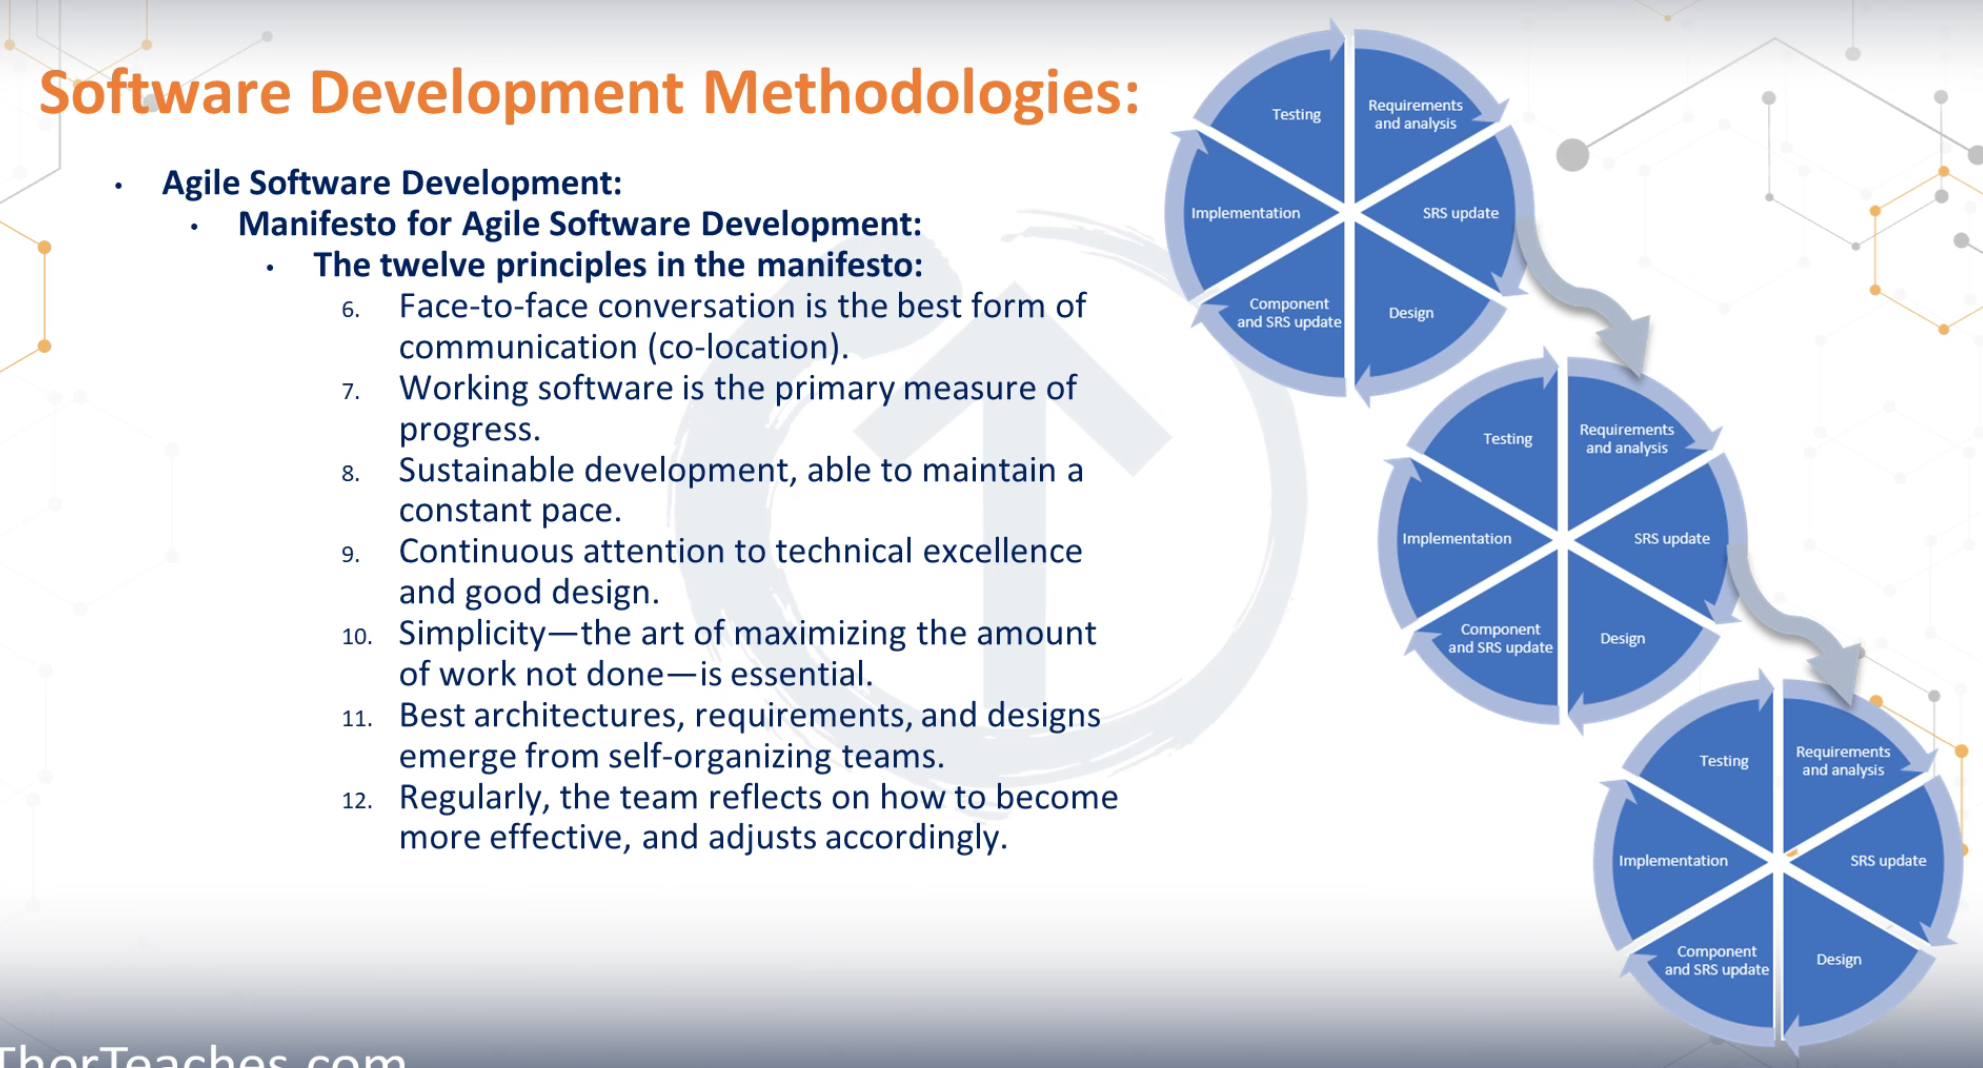 Software Development Methodologies:
• Agile Software Development:
• Manifesto for Agile Software Development:
• The twelve principles in the manifesto:
6. Face-to-face conversation is the best form of
communication (co-location).
7. Working software is the primary measure of
progress.
8. Sustainable development, able to maintain a
constant pace.
9. Continuous attention to technical excellence
and good design.
10. Simplicity—the art of maximizing the amount
of work not done—is essential.
11. Best architectures, requirements, and designs
emerge from self-organizing teams.
12. Regularly, the team reflects on how to become
more effective, and adjusts accordingly.
Testing
Requirements
and analysis
Implementation
SRS update
Component
and SRS update
Design
Testing
Requirements
and analysis
Implementation
SRS update
Component
and SRS update
Design
Testing
Requirements
and analysis
Implementation
SRS update
Component
and SRS update
Design
ThorTeaches.com